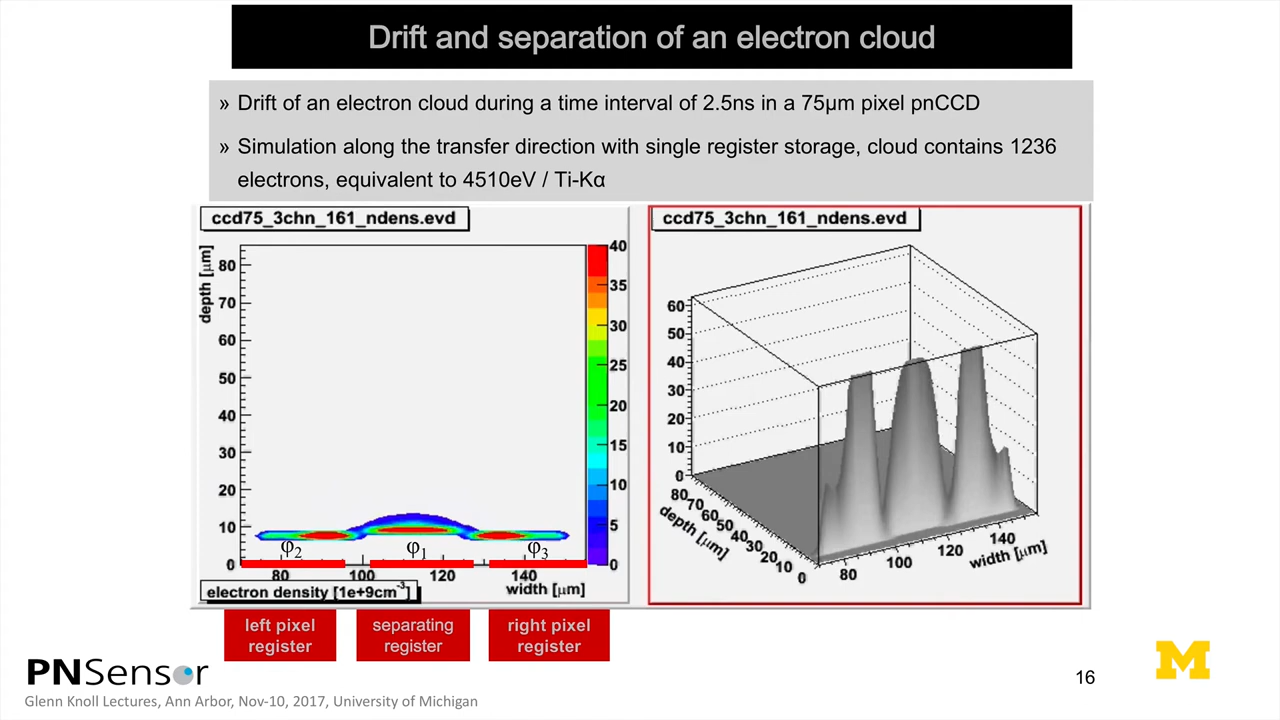 Drift and separation of an electron cloud
» Drift of an electron cloud during a time interval of 2.5ns in a 75μm pixel pnCCD
» Simulation along the transfer direction with single register storage, cloud contains 1236
electrons, equivalent to 4510eV / Ti-Kα
ccd75_3chn_161_ndens.evd
depth [μm]
80
70
60
50
40
30
20
10
0
40
35
30
25
20
15
10
5
0
φ2 φ1 φ3
80 100 120 140
width [μm]
electron density [1e+9cm⁻³]
ccd75_3chn_161_ndens.evd
60
50
40
30
20
10
0
80
70
60
50
40
30
20
10
0
depth [μm]
80 100 120 140
width [μm]
left pixel
register
separating
register
right pixel
register
PNSensor
16
M
Glenn Knoll Lectures, Ann Arbor, Nov-10, 2017, University of Michigan